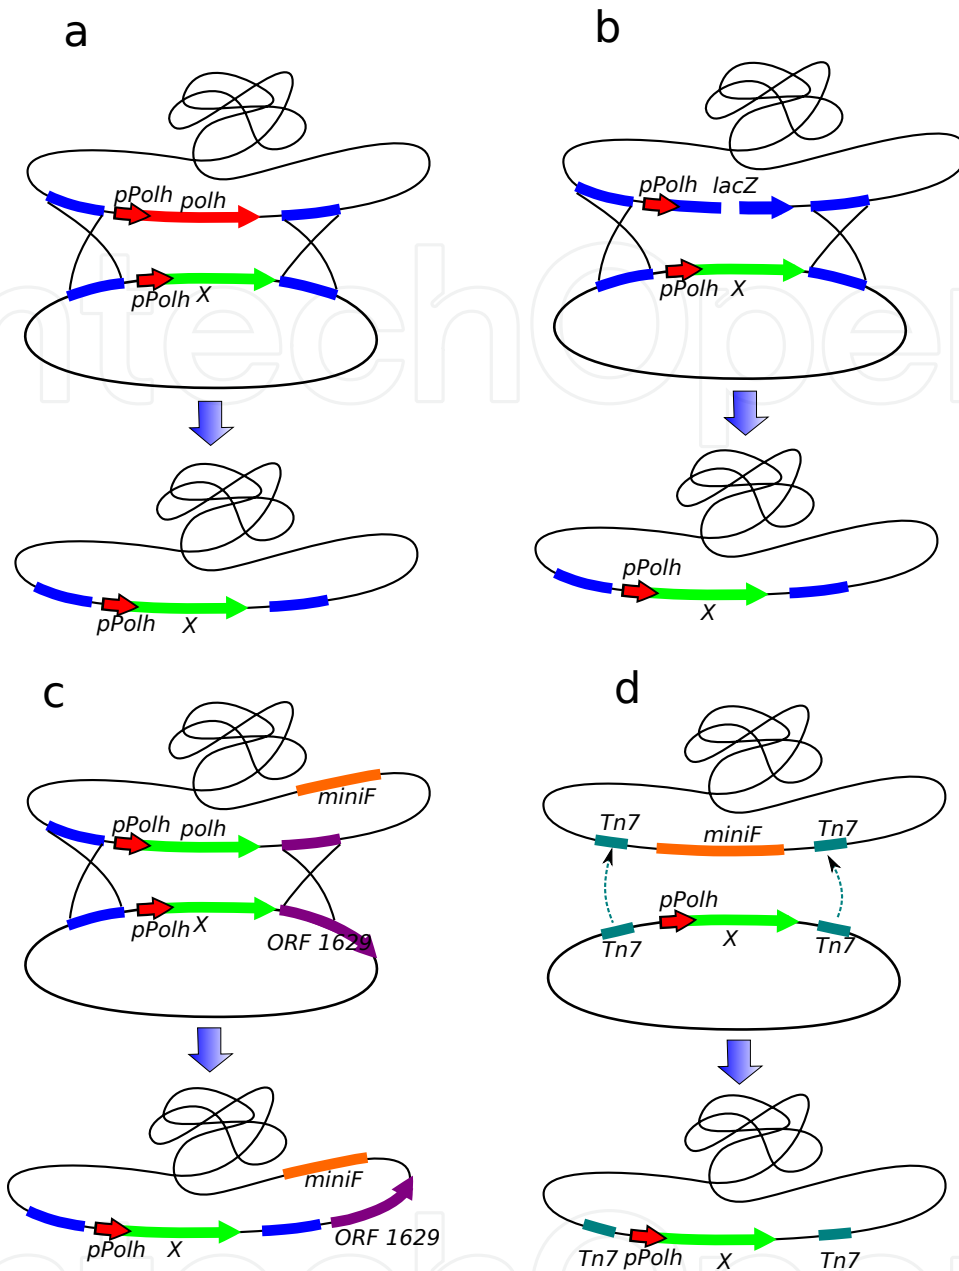 a
pPolh polh
pPolh X
pPolh
X
b
pPolh lacZ
pPolh X
pPolh
X
c
miniF
pPolh polh
pPolh X
ORF 1629
miniF
pPolh X
ORF 1629
d
Tn7 miniF Tn7
pPolh
Tn7 X Tn7
Tn7 pPolh X Tn7
ntechOpen